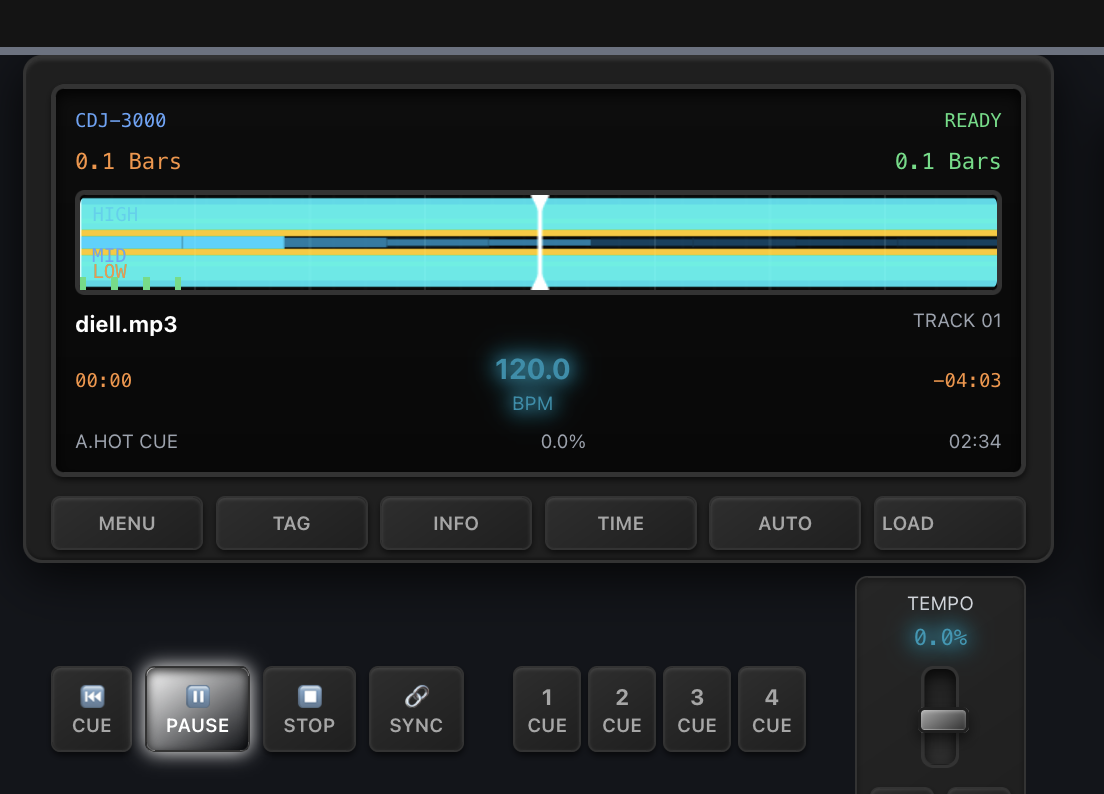 CDJ-3000
READY
0.1 Bars
0.1 Bars
HIGH
MID
LOW
diell.mp3
TRACK 01
00:00
120.0
BPM
-04:03
A.HOT CUE
0.0%
02:34
MENU
TAG
INFO
TIME
AUTO
LOAD
TEMPO
0.0%
CUE
PAUSE
STOP
SYNC
1
CUE
2
CUE
3
CUE
4
CUE